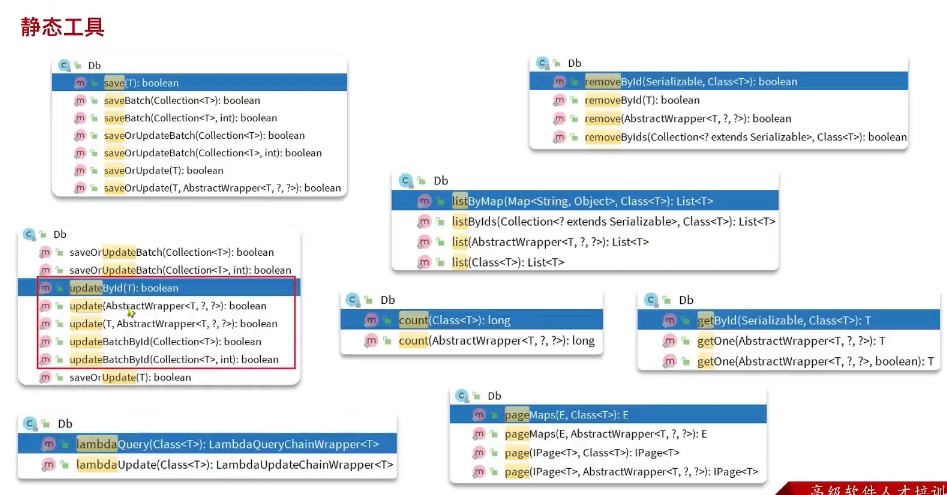 静态工具
Db
save(T): boolean
saveBatch(Collection<T>): boolean
saveBatch(Collection<T>, int): boolean
saveOrUpdateBatch(Collection<T>): boolean
saveOrUpdateBatch(Collection<T>, int): boolean
saveOrUpdate(T): boolean
saveOrUpdate(T, AbstractWrapper<T, ?, ?>): boolean
Db
removeById(Serializable, Class<T>): boolean
removeById(T): boolean
remove(AbstractWrapper<T, ?, ?>): boolean
removeByIds(Collection<? extends Serializable>, Class<T>): boolean
Db
listByMap(Map<String, Object>, Class<T>): List<T>
listByIds(Collection<? extends Serializable>, Class<T>): List<T>
list(AbstractWrapper<T, ?, ?>): List<T>
list(Class<T>): List<T>
Db
saveOrUpdateBatch(Collection<T>): boolean
saveOrUpdateBatch(Collection<T>, int): boolean
updateById(T): boolean
update(AbstractWrapper<T, ?, ?>): boolean
update(T, AbstractWrapper<T, ?, ?>): boolean
updateBatchById(Collection<T>): boolean
updateBatchById(Collection<T>, int): boolean
saveOrUpdate(T): boolean
Db
count(Class<T>): long
count(AbstractWrapper<T, ?, ?>): long
Db
getById(Serializable, Class<T>): T
getOne(AbstractWrapper<T, ?, ?>): T
getOne(AbstractWrapper<T, ?, ?>, boolean): T
Db
lambdaQuery(Class<T>): LambdaQueryChainWrapper<T>
lambdaUpdate(Class<T>): LambdaUpdateChainWrapper<T>
Db
pageMaps(E, Class<T>): E
pageMaps(E, AbstractWrapper<T, ?, ?>): E
page(IPage<T>, Class<T>): IPage<T>
page(IPage<T>, AbstractWrapper<T, ?, ?>): IPage<T>
高级软件人才培训